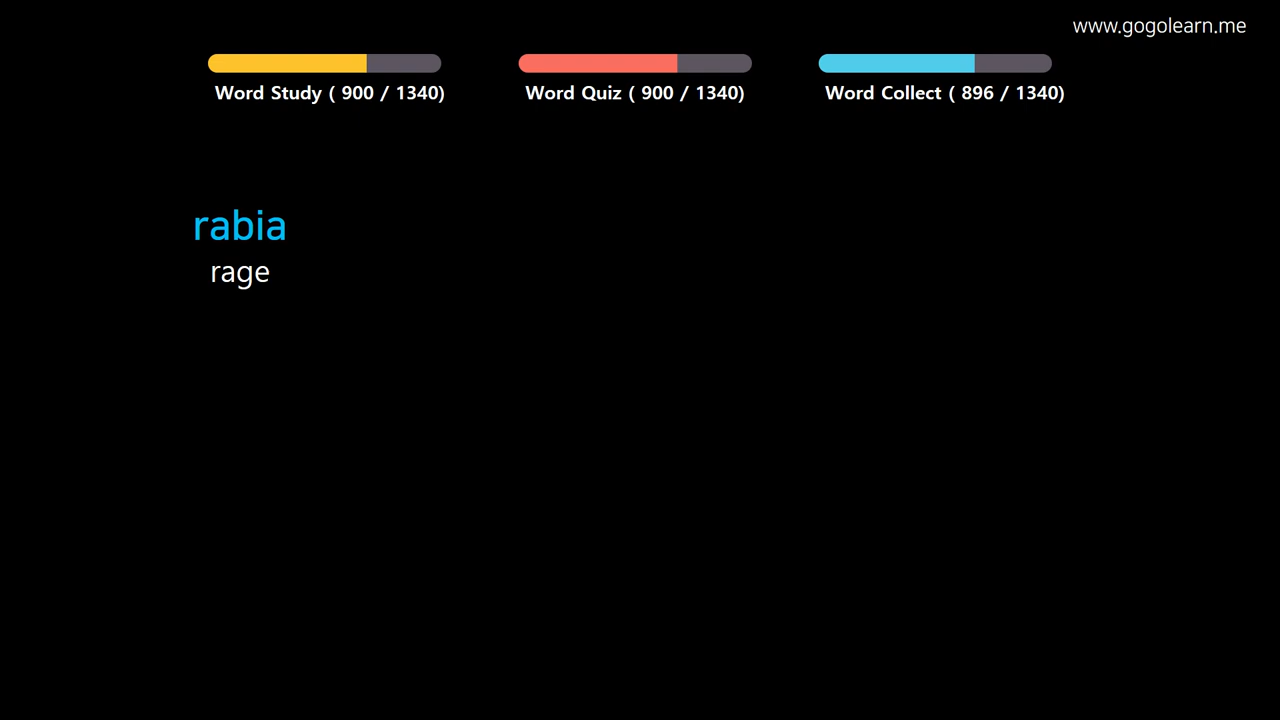 www.gogolearn.me
Word Study ( 900 / 1340)
Word Quiz ( 900 / 1340)
Word Collect ( 896 / 1340)
rabia
rage